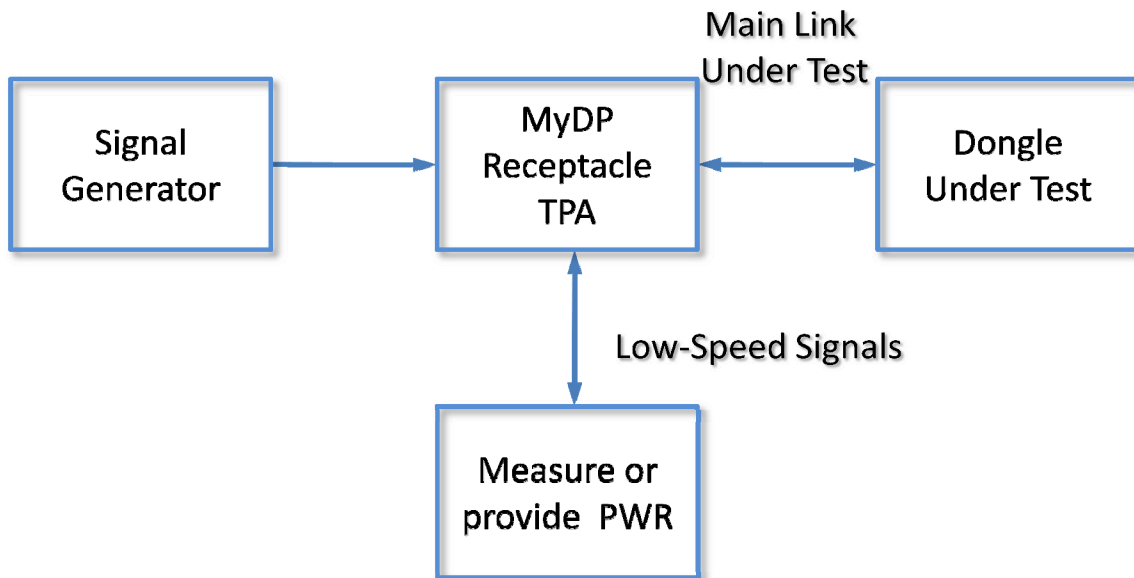 Main Link
Under Test
Signal
Generator
MyDP
Receptacle
TPA
Dongle
Under Test
Low-Speed Signals
Measure or
provide PWR